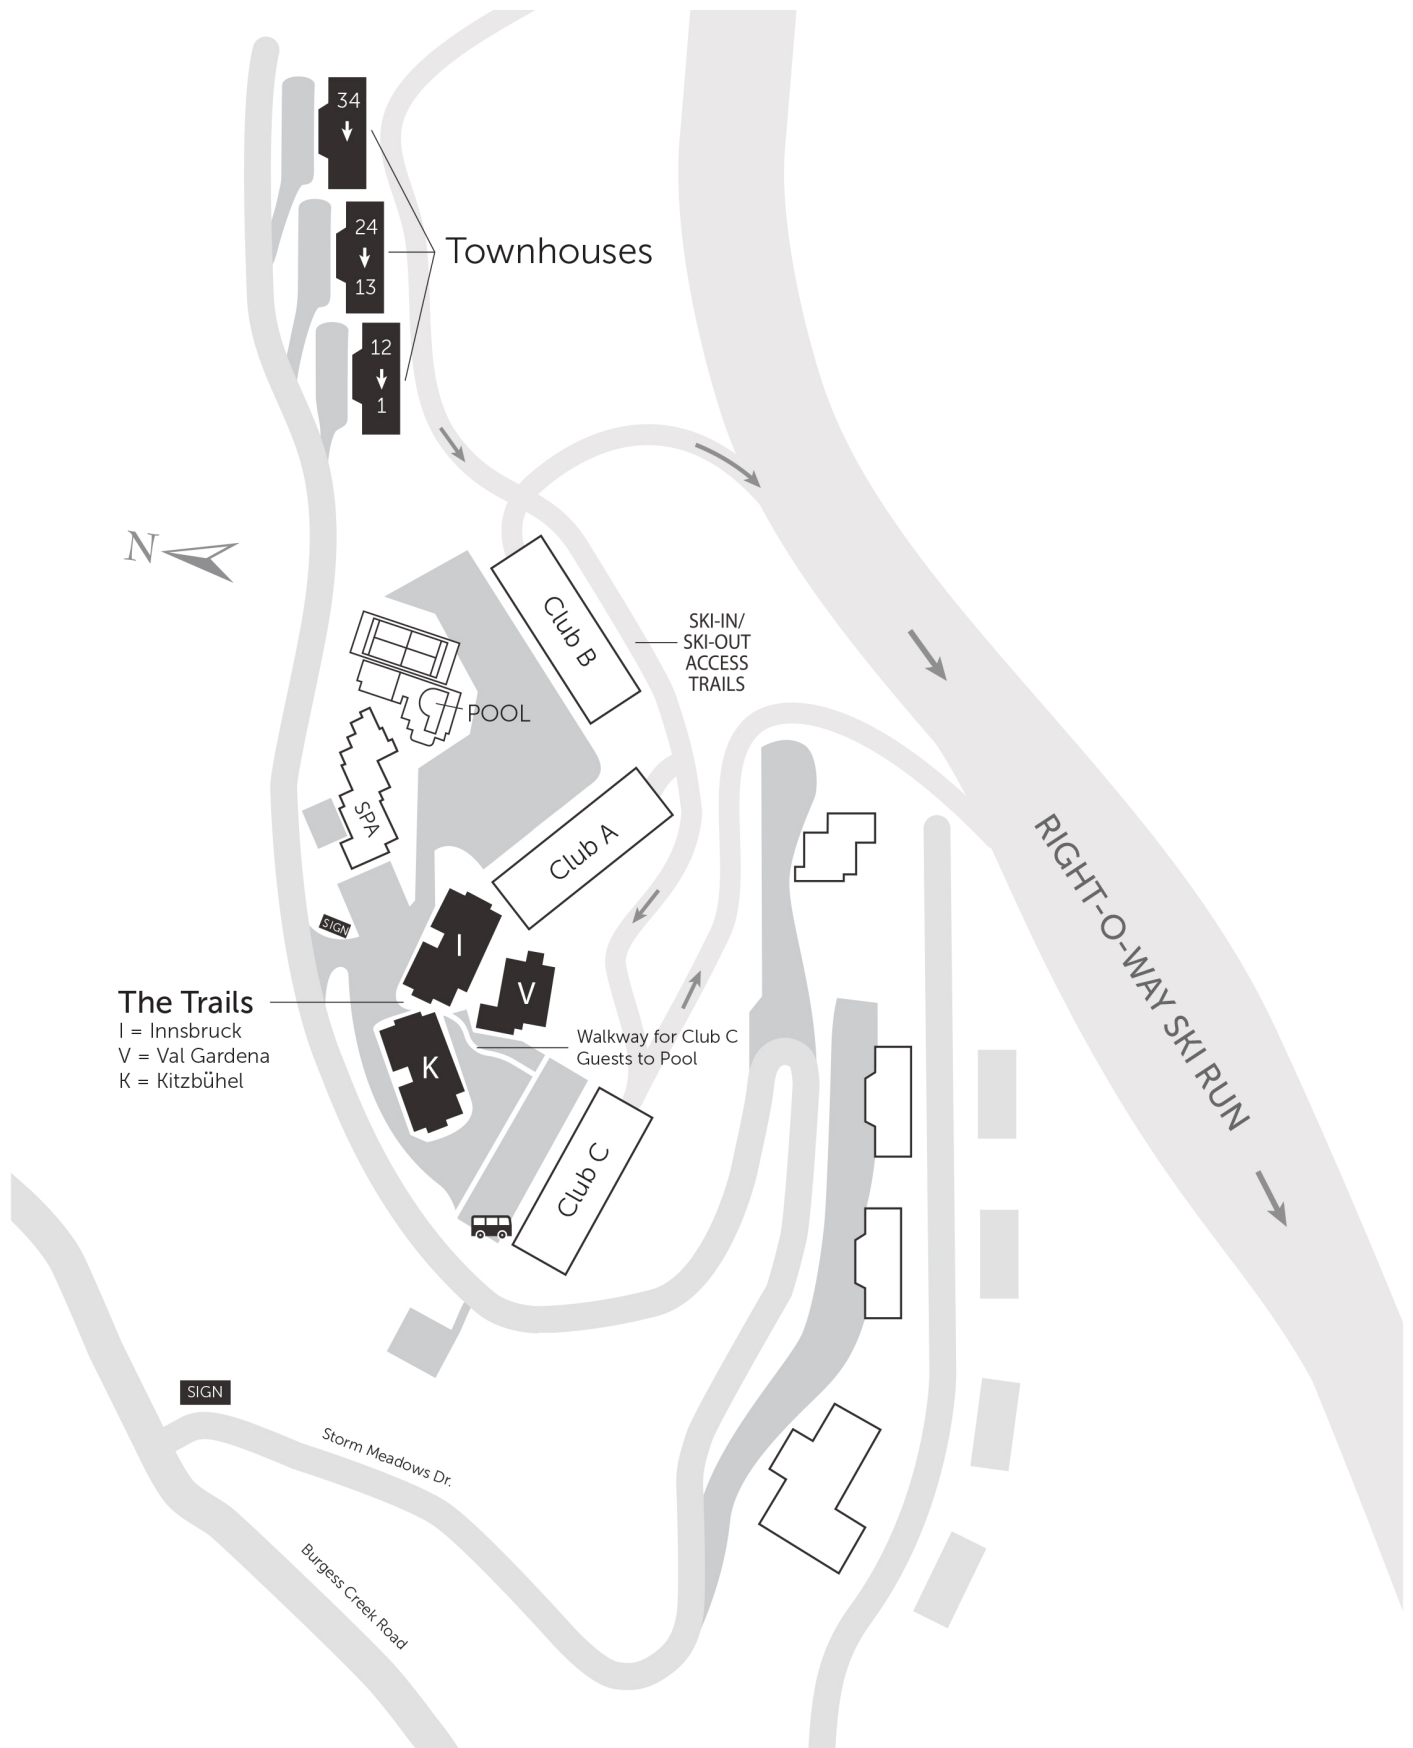 34
24
13
12
1
Townhouses
N
Club B
SKI-IN/
SKI-OUT
ACCESS
TRAILS
POOL
SPA
Club A
SIGN
I
V
K
The Trails
I = Innsbruck
V = Val Gardena
K = Kitzbühel
Walkway for Club C
Guests to Pool
Club C
RIGHT-O-WAY SKI RUN
SIGN
Storm Meadows Dr.
Burgess Creek Road